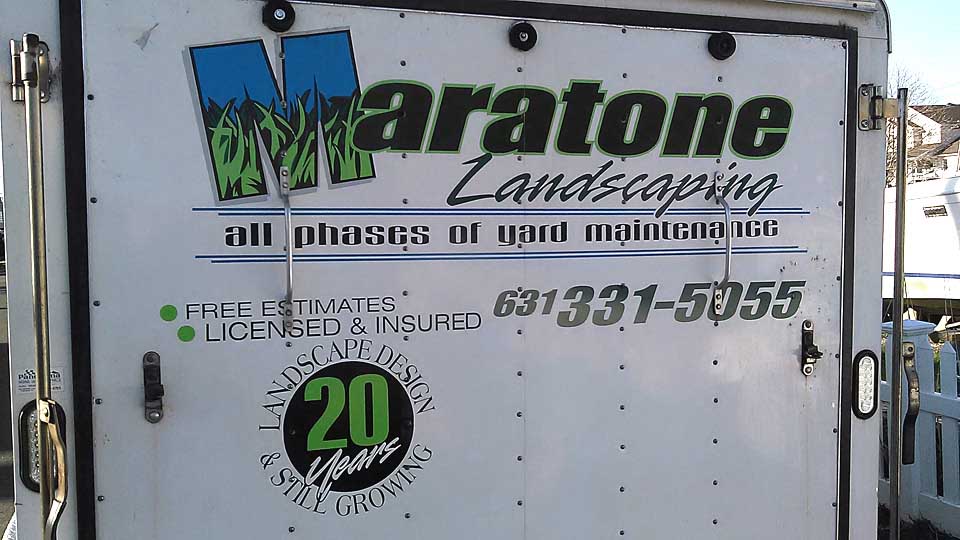 Maratone
Landscaping
all phases of yard maintenance
FREE ESTIMATES
LICENSED & INSURED
631 331-5055
LANDSCAPE DESIGN
20
Years
& STILL GROWING